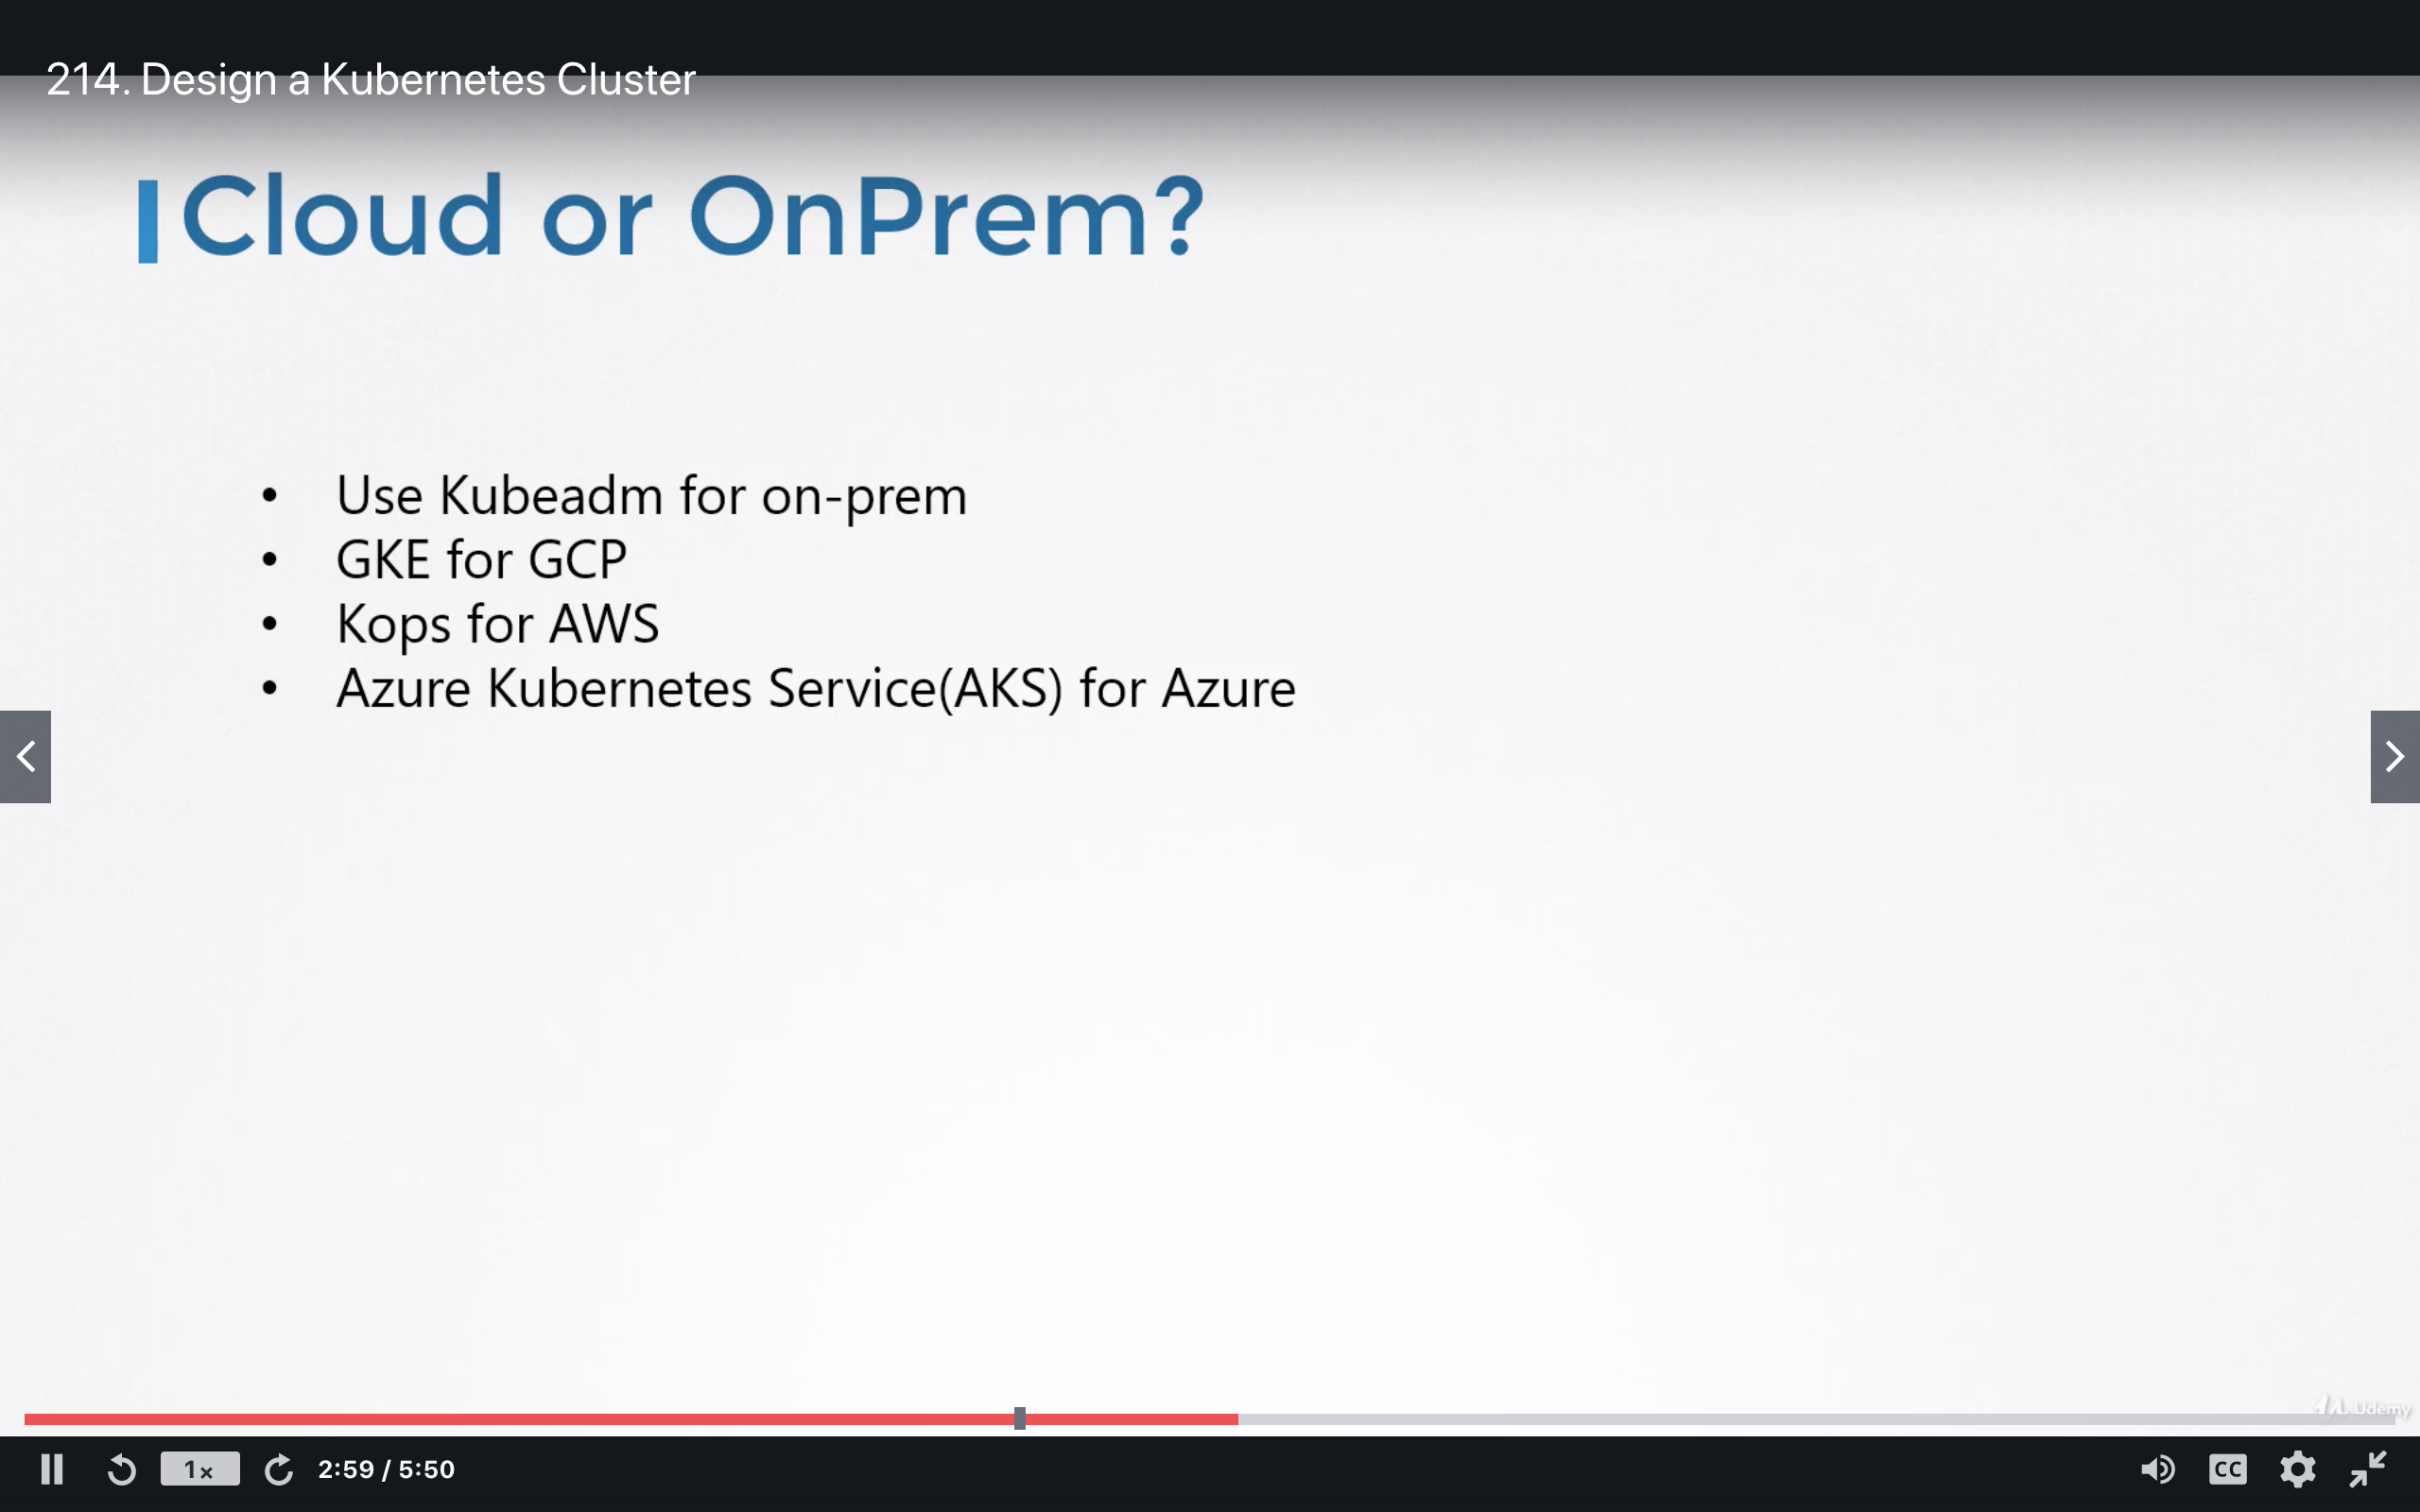 214. Design a Kubernetes Cluster
Cloud or OnPrem?
• Use Kubeadm for on-prem
• GKE for GCP
• Kops for AWS
• Azure Kubernetes Service(AKS) for Azure
Udemy
1x
2:59 / 5:50
CC